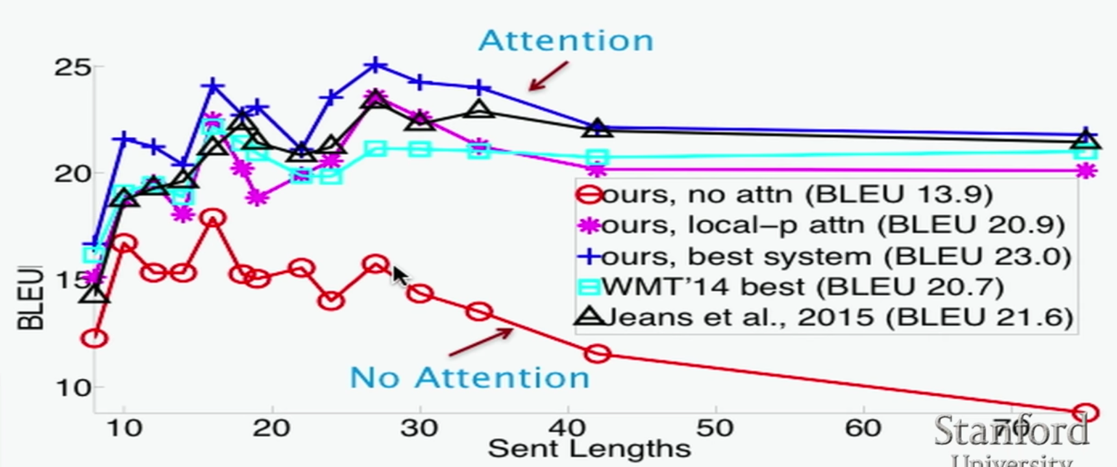 Attention
25
20
15
10
BLEU
ours, no attn (BLEU 13.9)
ours, local-p attn (BLEU 20.9)
ours, best system (BLEU 23.0)
WMT'14 best (BLEU 20.7)
Jeans et al., 2015 (BLEU 21.6)
No Attention
10 20 30 40 50 60 70
Sent Lengths
Stanford
University